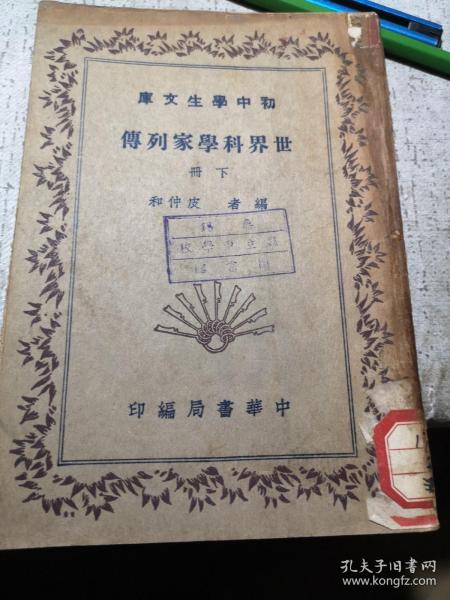 初中學生文庫
世界科學家列傳
下冊
編者 皮仲和
中華書局編印
孔夫子旧书网
www.kongfz.com